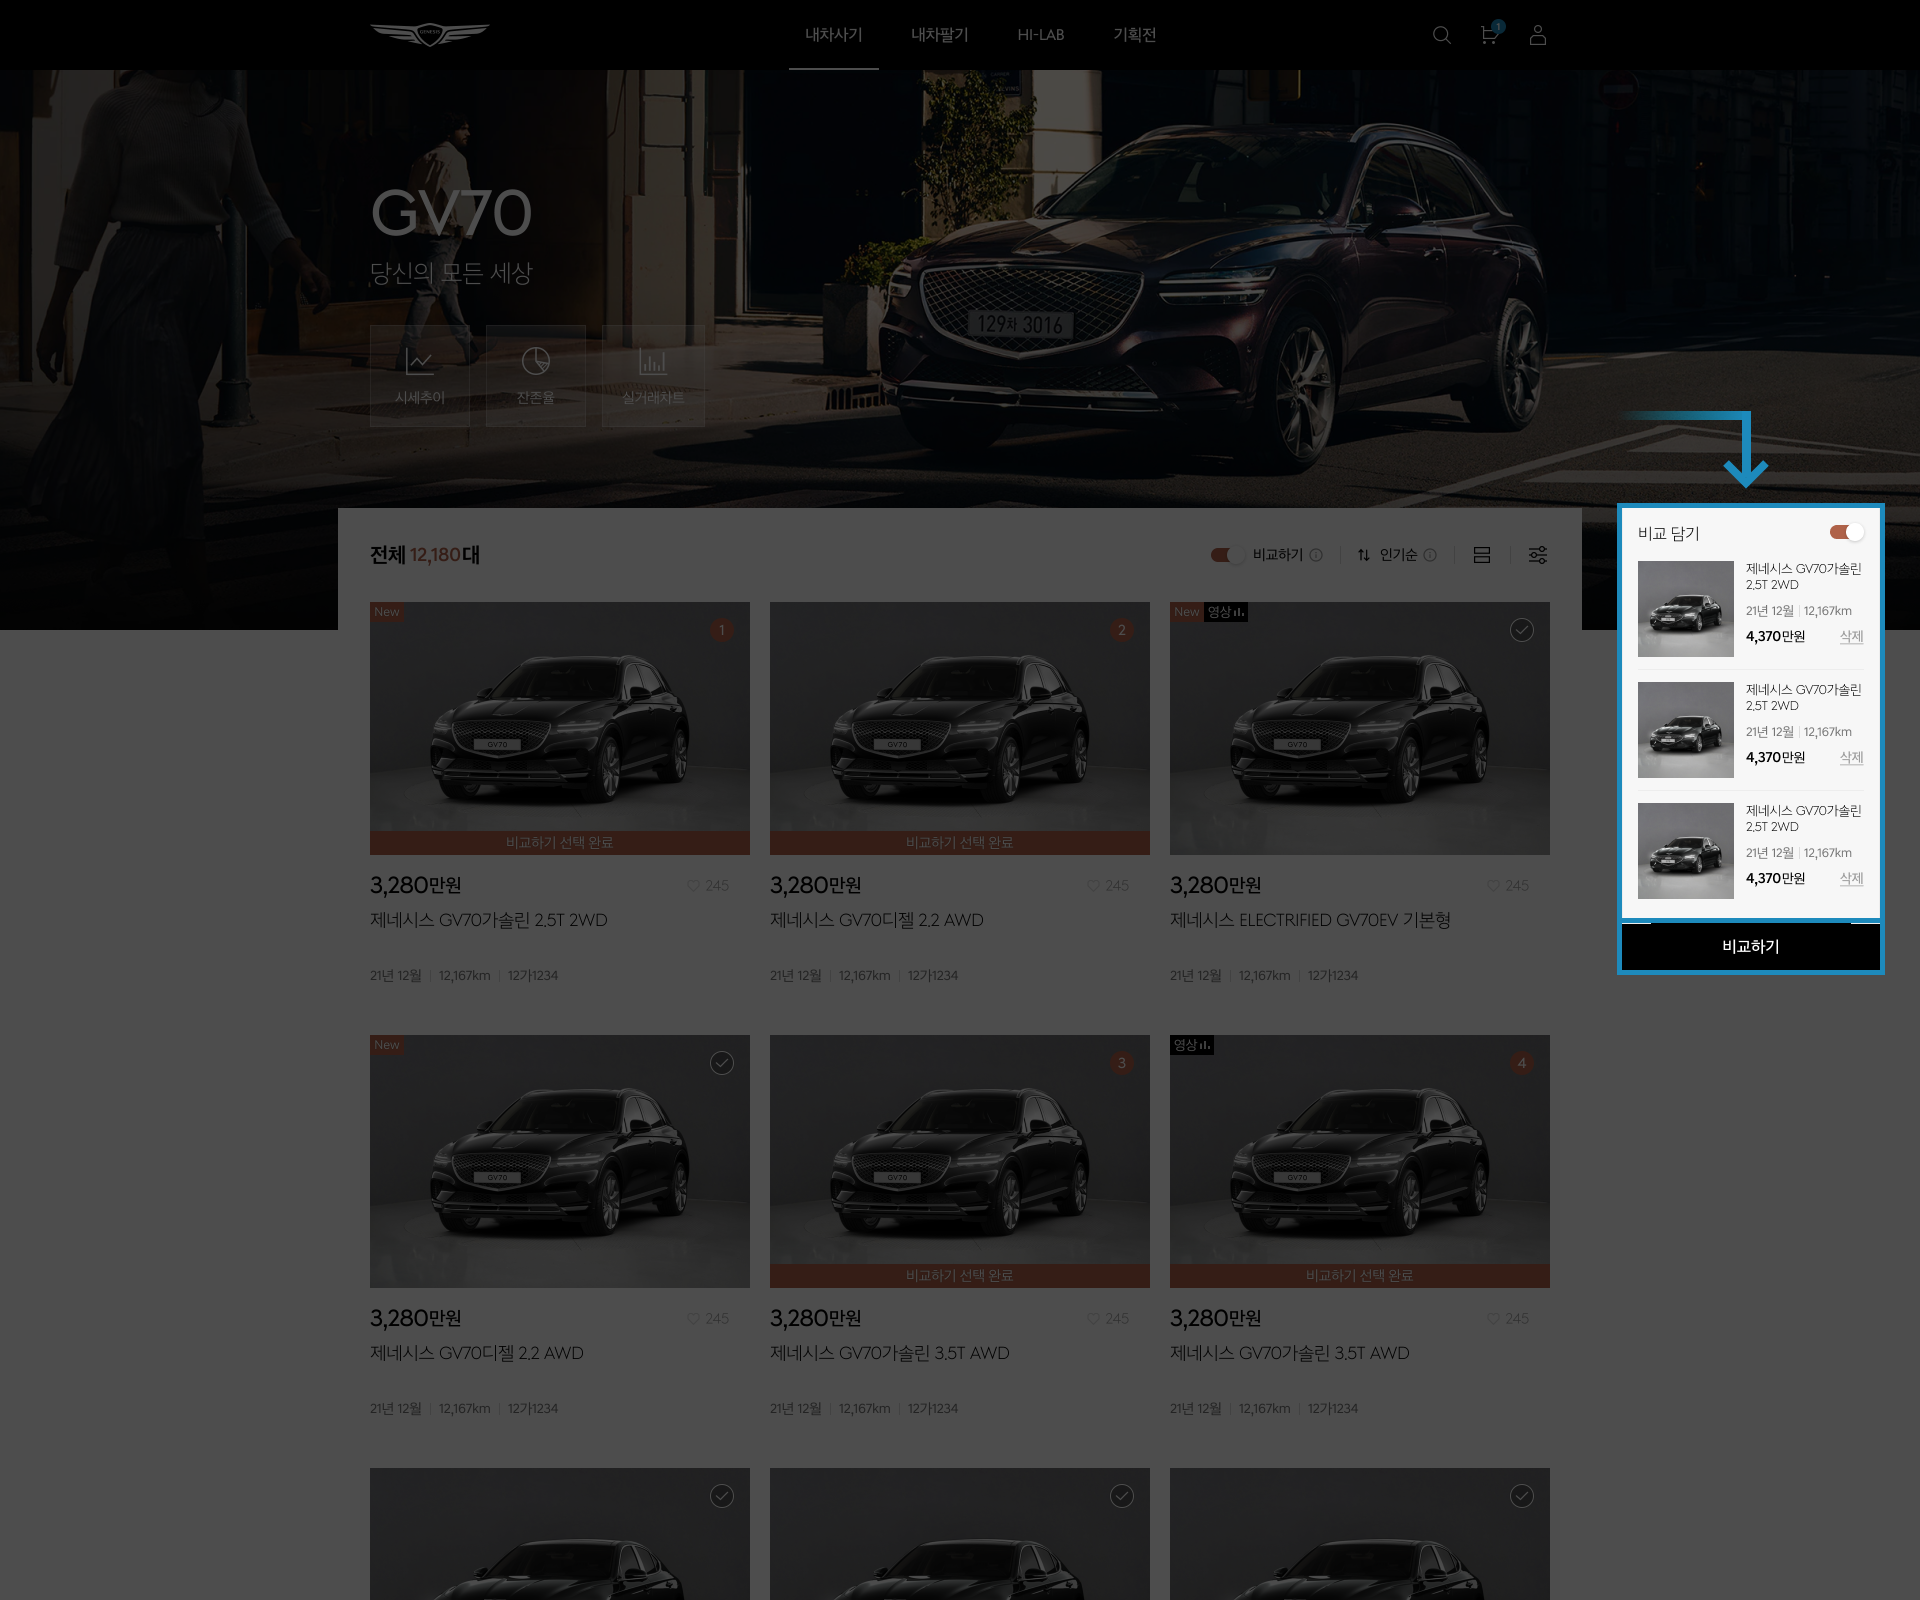 GENESIS
내차사기
내차팔기
HI-LAB
기획전
1
GV70
당신의 모든 세상
시세추이
잔존율
실거래차트
129차 3016
전체 12,180대
비교하기
인기순
New
1
GV70
비교하기 선택 완료
3,280만원
245
제네시스 GV70가솔린 2.5T 2WD
21년 12월 | 12,167km | 12가1234
2
GV70
비교하기 선택 완료
3,280만원
245
제네시스 GV70디젤 2.2 AWD
21년 12월 | 12,167km | 12가1234
New 영상
GV70
3,280만원
245
제네시스 ELECTRIFIED GV70EV 기본형
21년 12월 | 12,167km | 12가1234
New
GV70
3,280만원
245
제네시스 GV70디젤 2.2 AWD
21년 12월 | 12,167km | 12가1234
3
GV70
비교하기 선택 완료
3,280만원
245
제네시스 GV70가솔린 3.5T AWD
21년 12월 | 12,167km | 12가1234
영상
4
GV70
비교하기 선택 완료
3,280만원
245
제네시스 GV70가솔린 3.5T AWD
21년 12월 | 12,167km | 12가1234
비교 담기
제네시스 GV70가솔린
2.5T 2WD
21년 12월 | 12,167km
4,370만원
삭제
제네시스 GV70가솔린
2.5T 2WD
21년 12월 | 12,167km
4,370만원
삭제
제네시스 GV70가솔린
2.5T 2WD
21년 12월 | 12,167km
4,370만원
삭제
비교하기